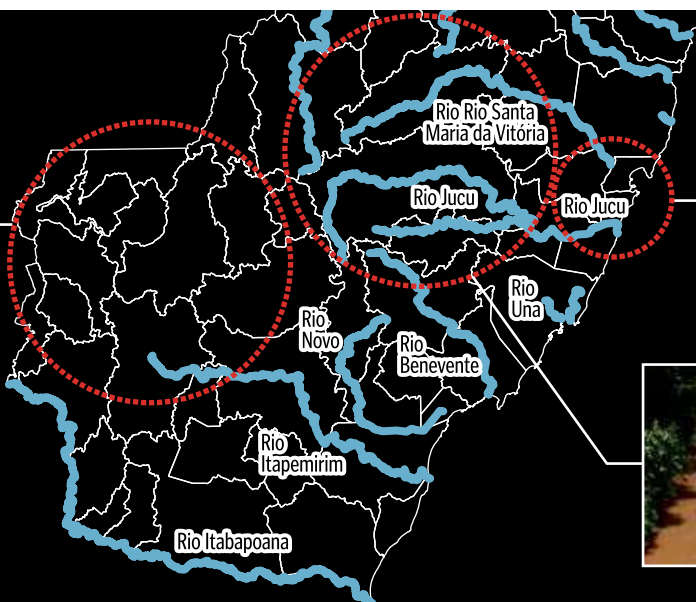 Rio Rio Santa
Maria da Vitória
Rio Jucu
Rio Jucu
Rio
Una
Rio
Novo
Rio
Benevente
Rio
Itapemirim
Rio Itabapoana